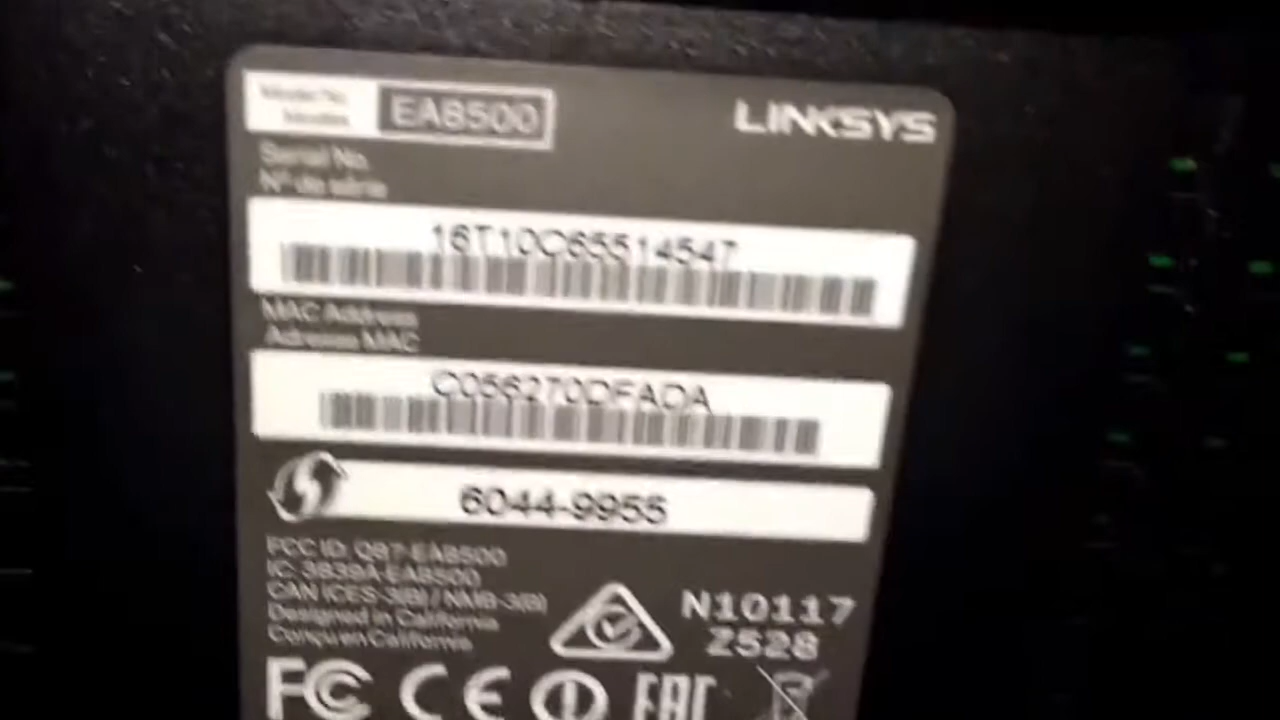 Model No. EA8500 LINKSYS
Modèle
Serial No.
N° de série
16T10C65514547
MAC Address
Adresse MAC
C056270DFADA
6044-9955
FCC ID: Q87-EA8500
IC: 3839A-EA8500
CAN ICES-3(B) / NMB-3(B)
Designed in California
Conçu en Californie
N10117
Z528
FC CE EAC